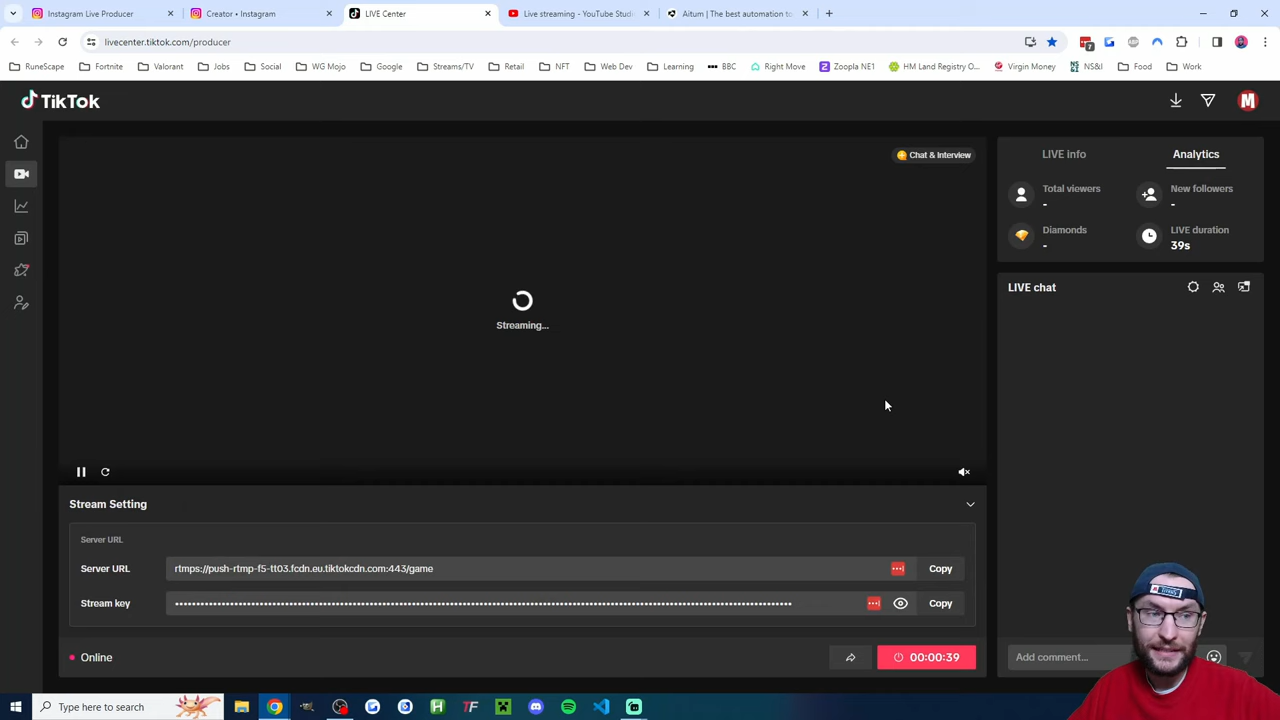 Instagram Live Producer
Creator • Instagram
LIVE Center
Live streaming - YouTube Studi
Aitum | The best automation to
livecenter.tiktok.com/producer
7
RuneScape
Fortnite
Valorant
Jobs
Social
WG Mojo
Google
Streams/TV
Retail
NFT
Web Dev
Learning
BBC
Right Move
Zoopla NE1
HM Land Registry O...
Virgin Money
NS&I
Food
Work
TikTok
M
Chat & Interview
Streaming...
LIVE info
Analytics
Total viewers
-
New followers
-
Diamonds
-
LIVE duration
39s
LIVE chat
Stream Setting
Server URL
Server URL
rtmps://push-rtmp-f5-tt03.fcdn.eu.tiktokcdn.com:443/game
Copy
Stream key
Copy
Online
00:00:39
Add comment...
Type here to search